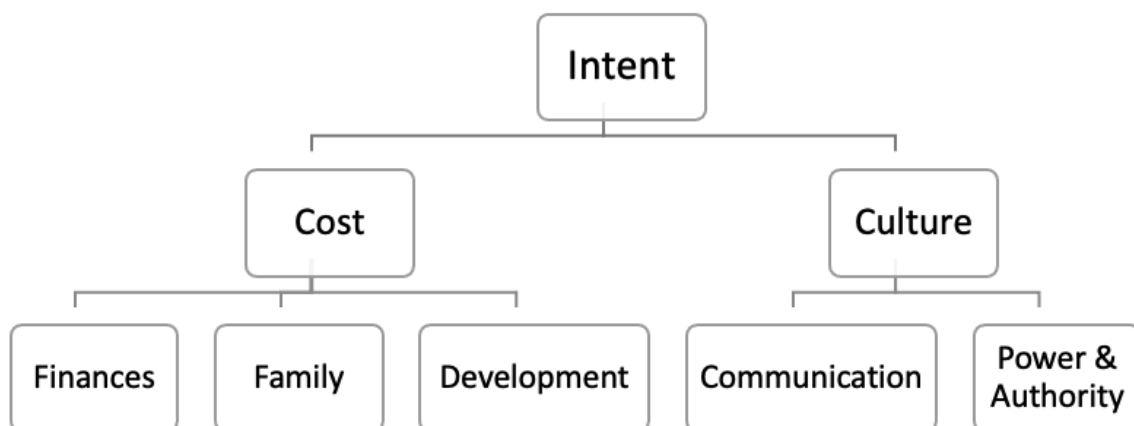 Intent
Cost
Culture
Finances
Family
Development
Communication
Power &
Authority